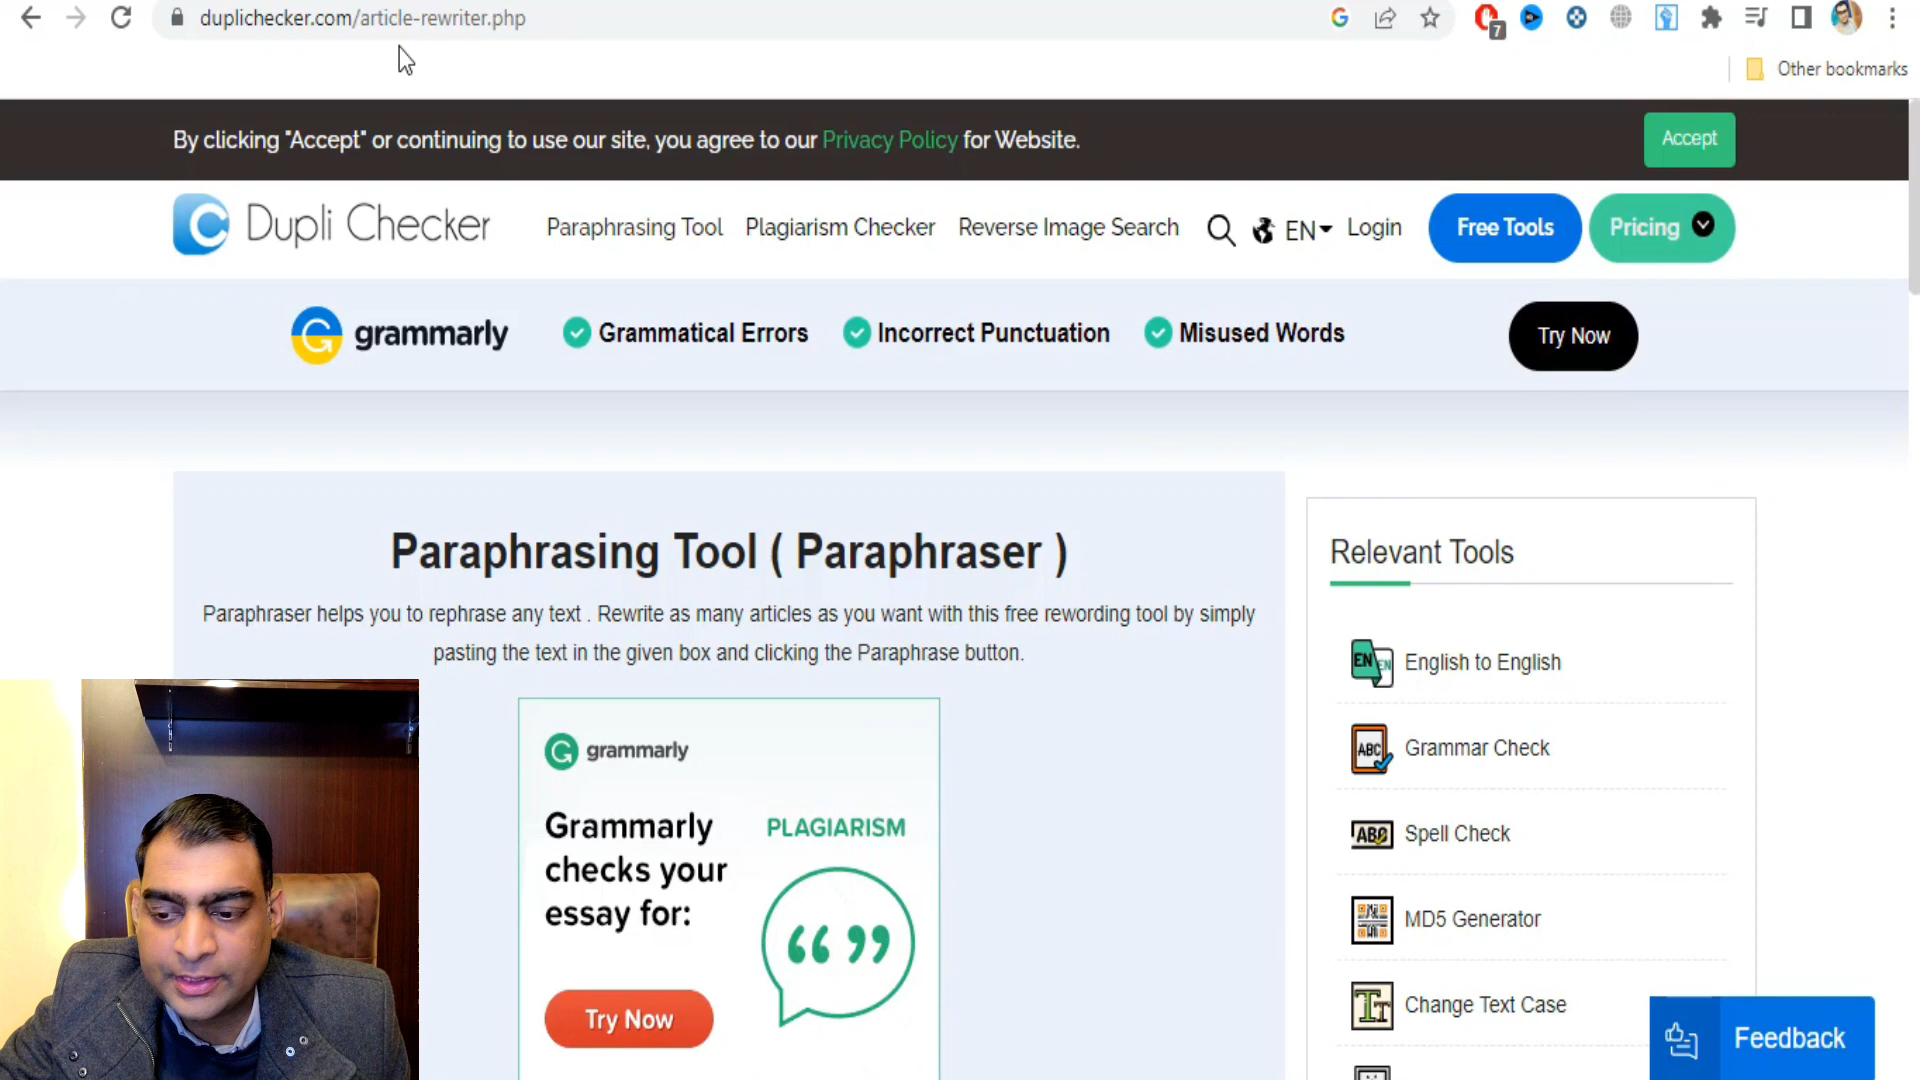 duplichecker.com/article-rewriter.php
7
Other bookmarks
By clicking "Accept" or continuing to use our site, you agree to our Privacy Policy for Website.
Accept
Dupli Checker
Paraphrasing Tool
Plagiarism Checker
Reverse Image Search
EN
Login
Free Tools
Pricing
grammarly
Grammatical Errors
Incorrect Punctuation
Misused Words
Try Now
Paraphrasing Tool ( Paraphraser )
Paraphraser helps you to rephrase any text . Rewrite as many articles as you want with this free rewording tool by simply
pasting the text in the given box and clicking the Paraphrase button.
grammarly
Grammarly
checks your
essay for:
PLAGIARISM
Try Now
Relevant Tools
English to English
Grammar Check
Spell Check
MD5 Generator
Change Text Case
Feedback